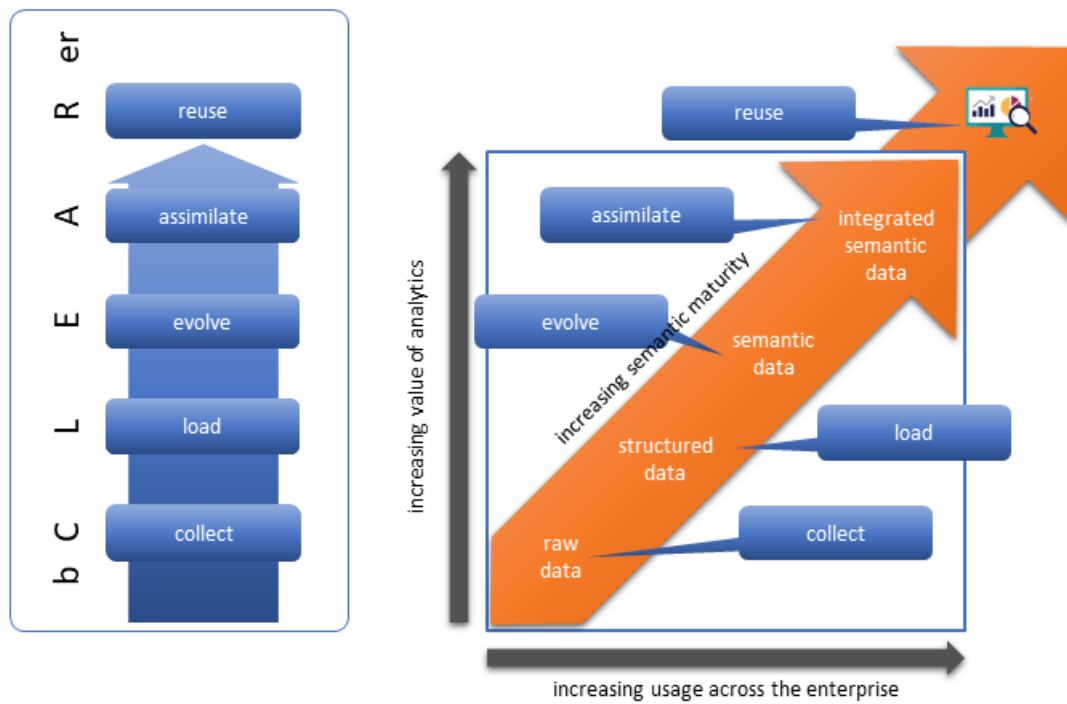 er
R
reuse
A
assimilate
E
evolve
L
load
C
collect
b
reuse
assimilate
integrated
semantic
data
increasing value of analytics
increasing semantic maturity
evolve
semantic
data
load
structured
data
collect
raw
data
increasing usage across the enterprise